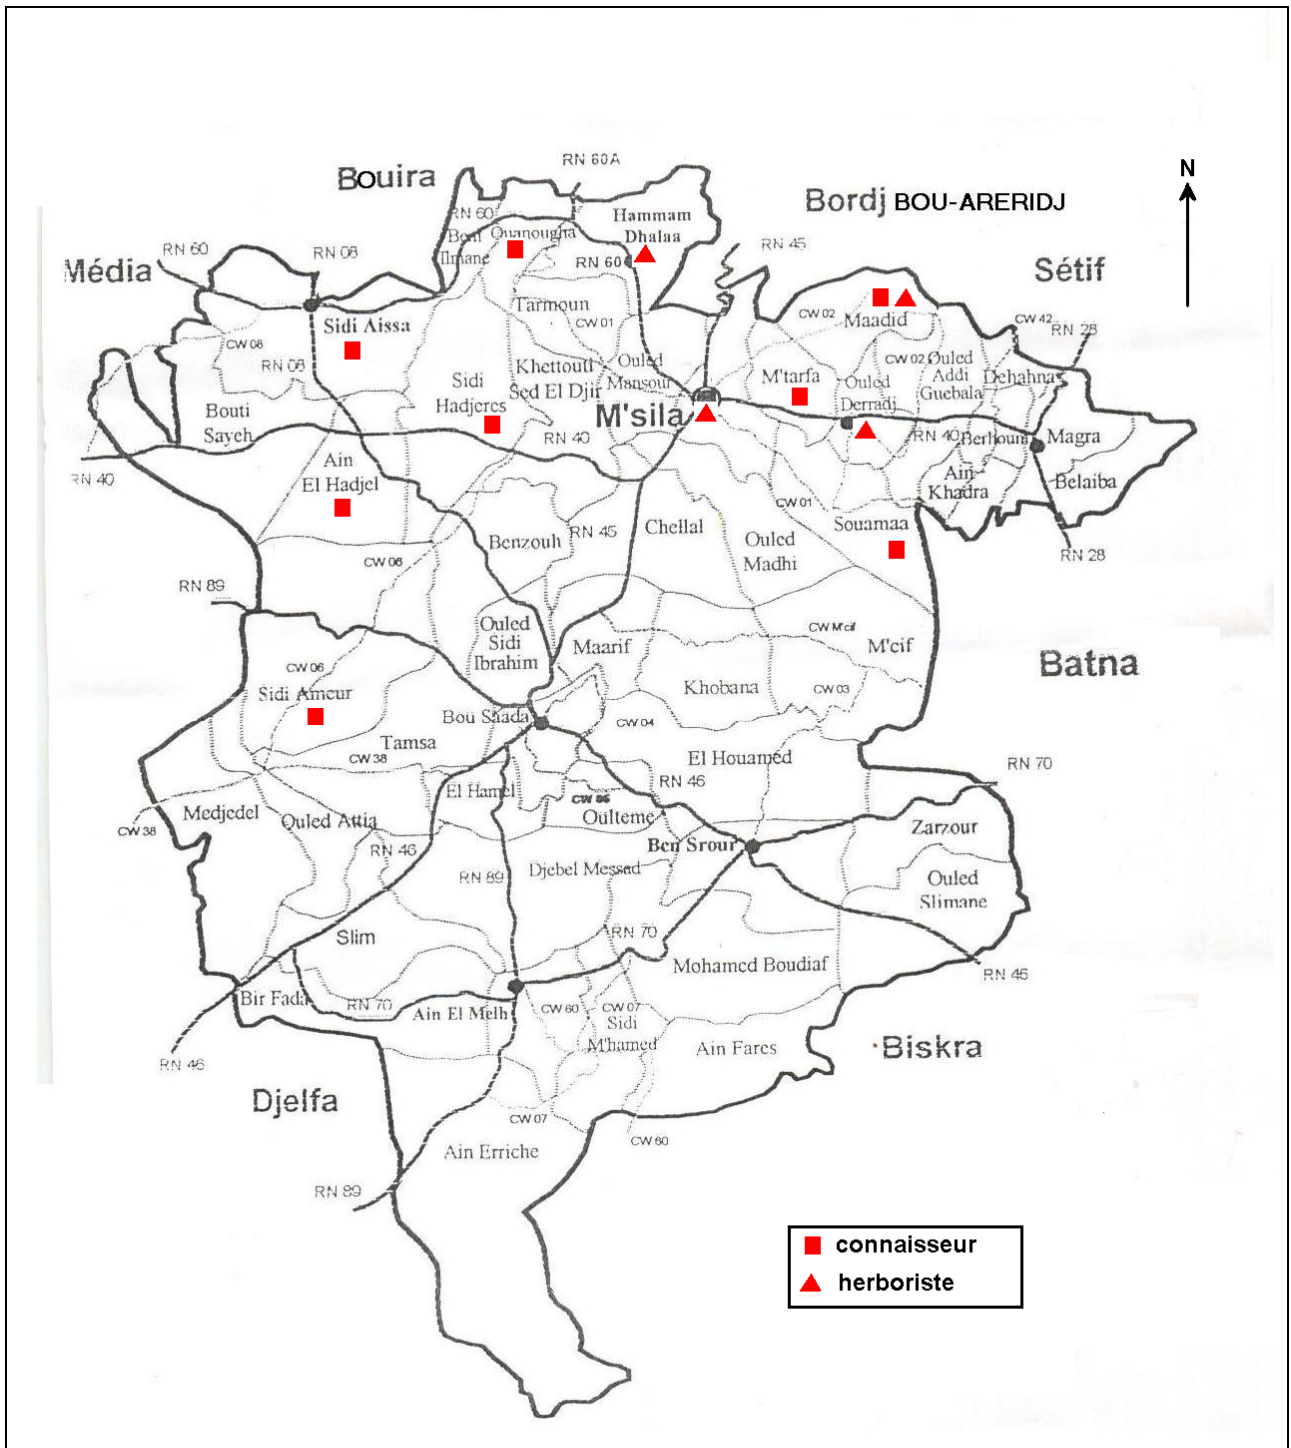 RN 60A
Bouira
N
Bordj BOU-ARERIDJ
RN 60
Hammam
Dhalaa
Ouanougha
Beni
Ilmane
RN 60
RN 08
RN 45
RN 60
Média
Sétif
Tarmoun
CW 01
Sidi Aissa
CW 02
Maadid
CW 42
RN 28
CW 08
RN 08
Khettouti
Sed El Djir
Ouled
Mansour
CW 02
Ouled
Addi
Guebala
Dehahna
Sidi
Hadjeres
M'tarfa
Ouled
Derradj
Bouti
Sayeh
M'sila
RN 40
RN 40
Berhoum
Magra
RN 40
Ain
El Hadjel
Ain
Khadra
Belaiba
CW 01
Souamaa
Chellal
RN 45
Benzouh
Ouled
Madhi
RN 28
CW 06
RN 89
Ouled
Sidi
Ibrahim
Maarif
CW M'cif
M'cif
Batna
CW 06
Sidi Ameur
Khobana
CW 03
Bou Saada
CW 04
Tamsa
CW 38
El Houamed
RN 70
El Hamel
RN 46
Medjedel
Ouled Attia
Oulteme
CW 38
RN 46
Ben Srour
Zarzour
Djebel Messad
RN 89
Ouled
Slimane
Slim
RN 70
Mohamed Boudiaf
RN 46
Bir Fada
RN 70
Ain El Melh
CW 60
CW 07
Sidi
M'hamed
Ain Fares
Biskra
RN 46
Djelfa
CW 07
CW 60
Ain Erriche
RN 89
connaisseur
herboriste